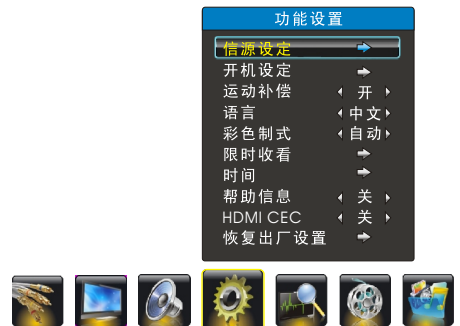 功能设置
信源设定
开机设定
运动补偿 开
语言 中文
彩色制式 自动
限时收看
时间
帮助信息 关
HDMI CEC 关
恢复出厂设置